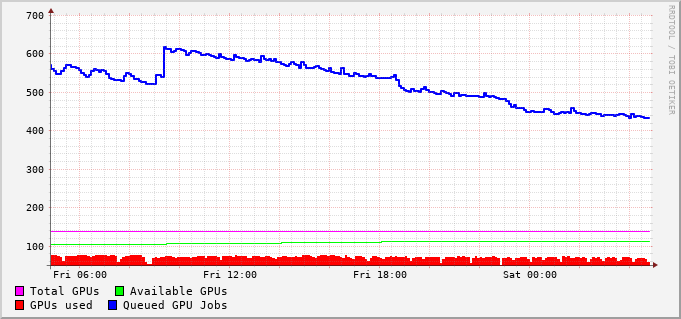 700
600
500
400
300
200
100
Fri 06:00 Fri 12:00 Fri 18:00 Sat 00:00
Total GPUs Available GPUs
GPUs used Queued GPU Jobs
RRDTOOL / TOBI OETIKER